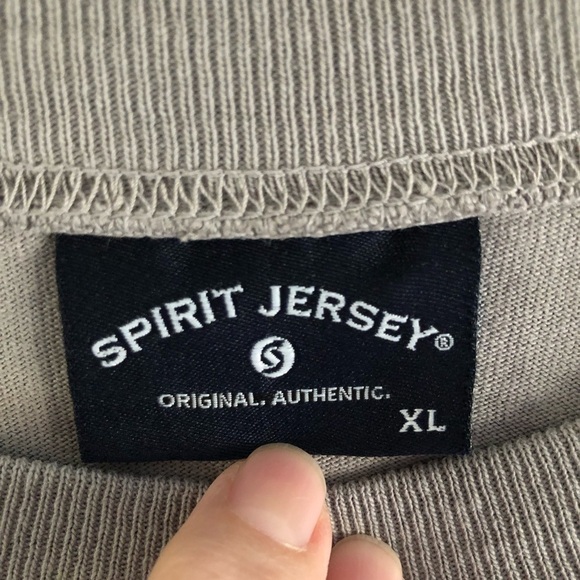 SPIRIT JERSEY®
S
ORIGINAL. AUTHENTIC.
XL